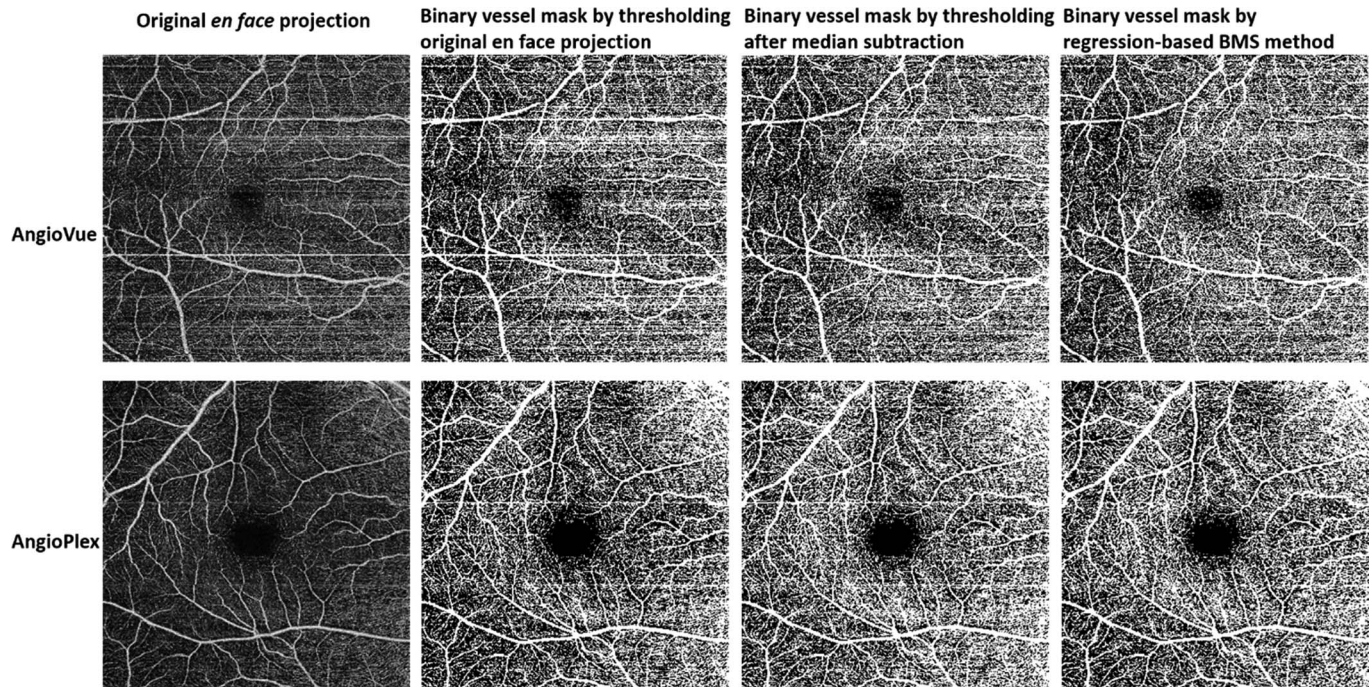 Original en face projection
Binary vessel mask by thresholding
original en face projection
Binary vessel mask by thresholding
after median subtraction
Binary vessel mask by
regression-based BMS method
AngioVue
AngioPlex